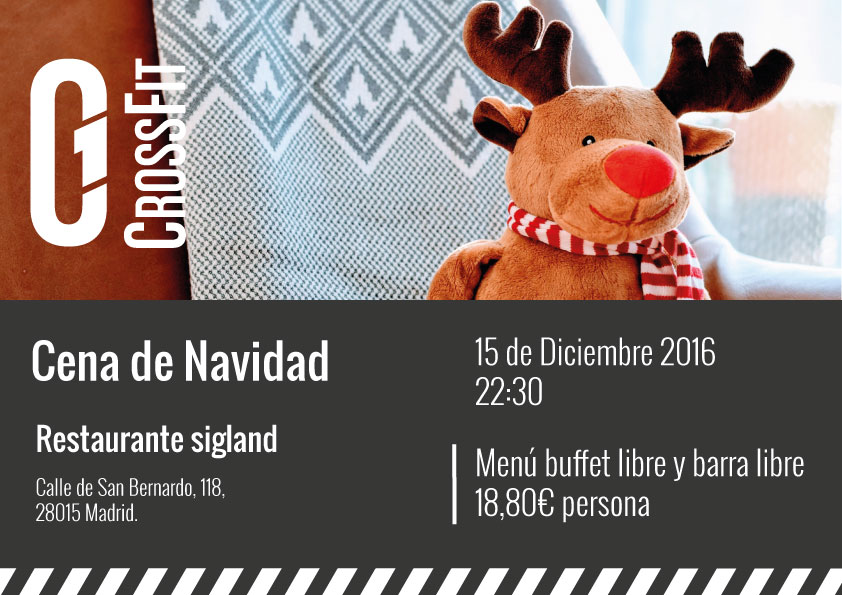 01
CROSSFIT
Cena de Navidad
Restaurante sigland
Calle de San Bernardo, 118,
28015 Madrid.
15 de Diciembre 2016
22:30
Menú buffet libre y barra libre
18,80€ persona